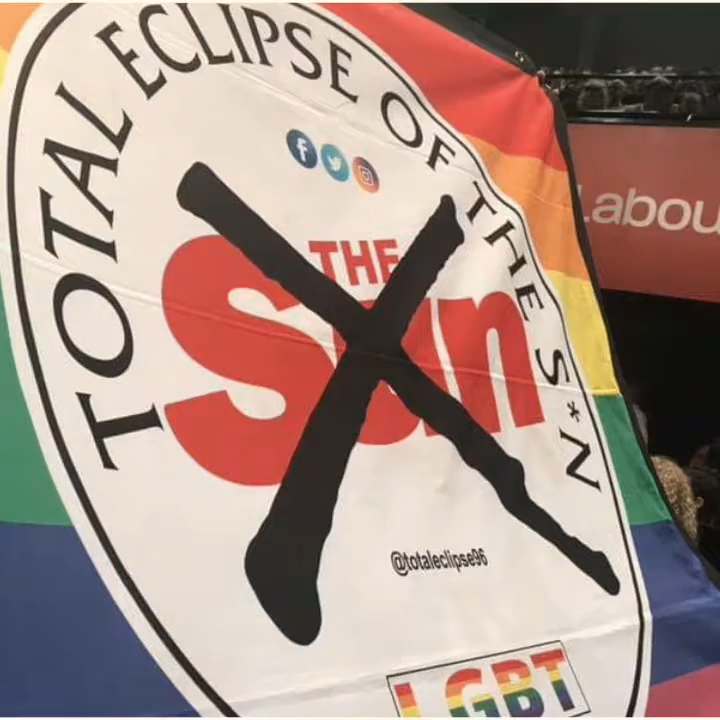 TOTAL ECLIPSE OF THE S*N
THE
Sun
@totaleclipse96
LGBT
Labou